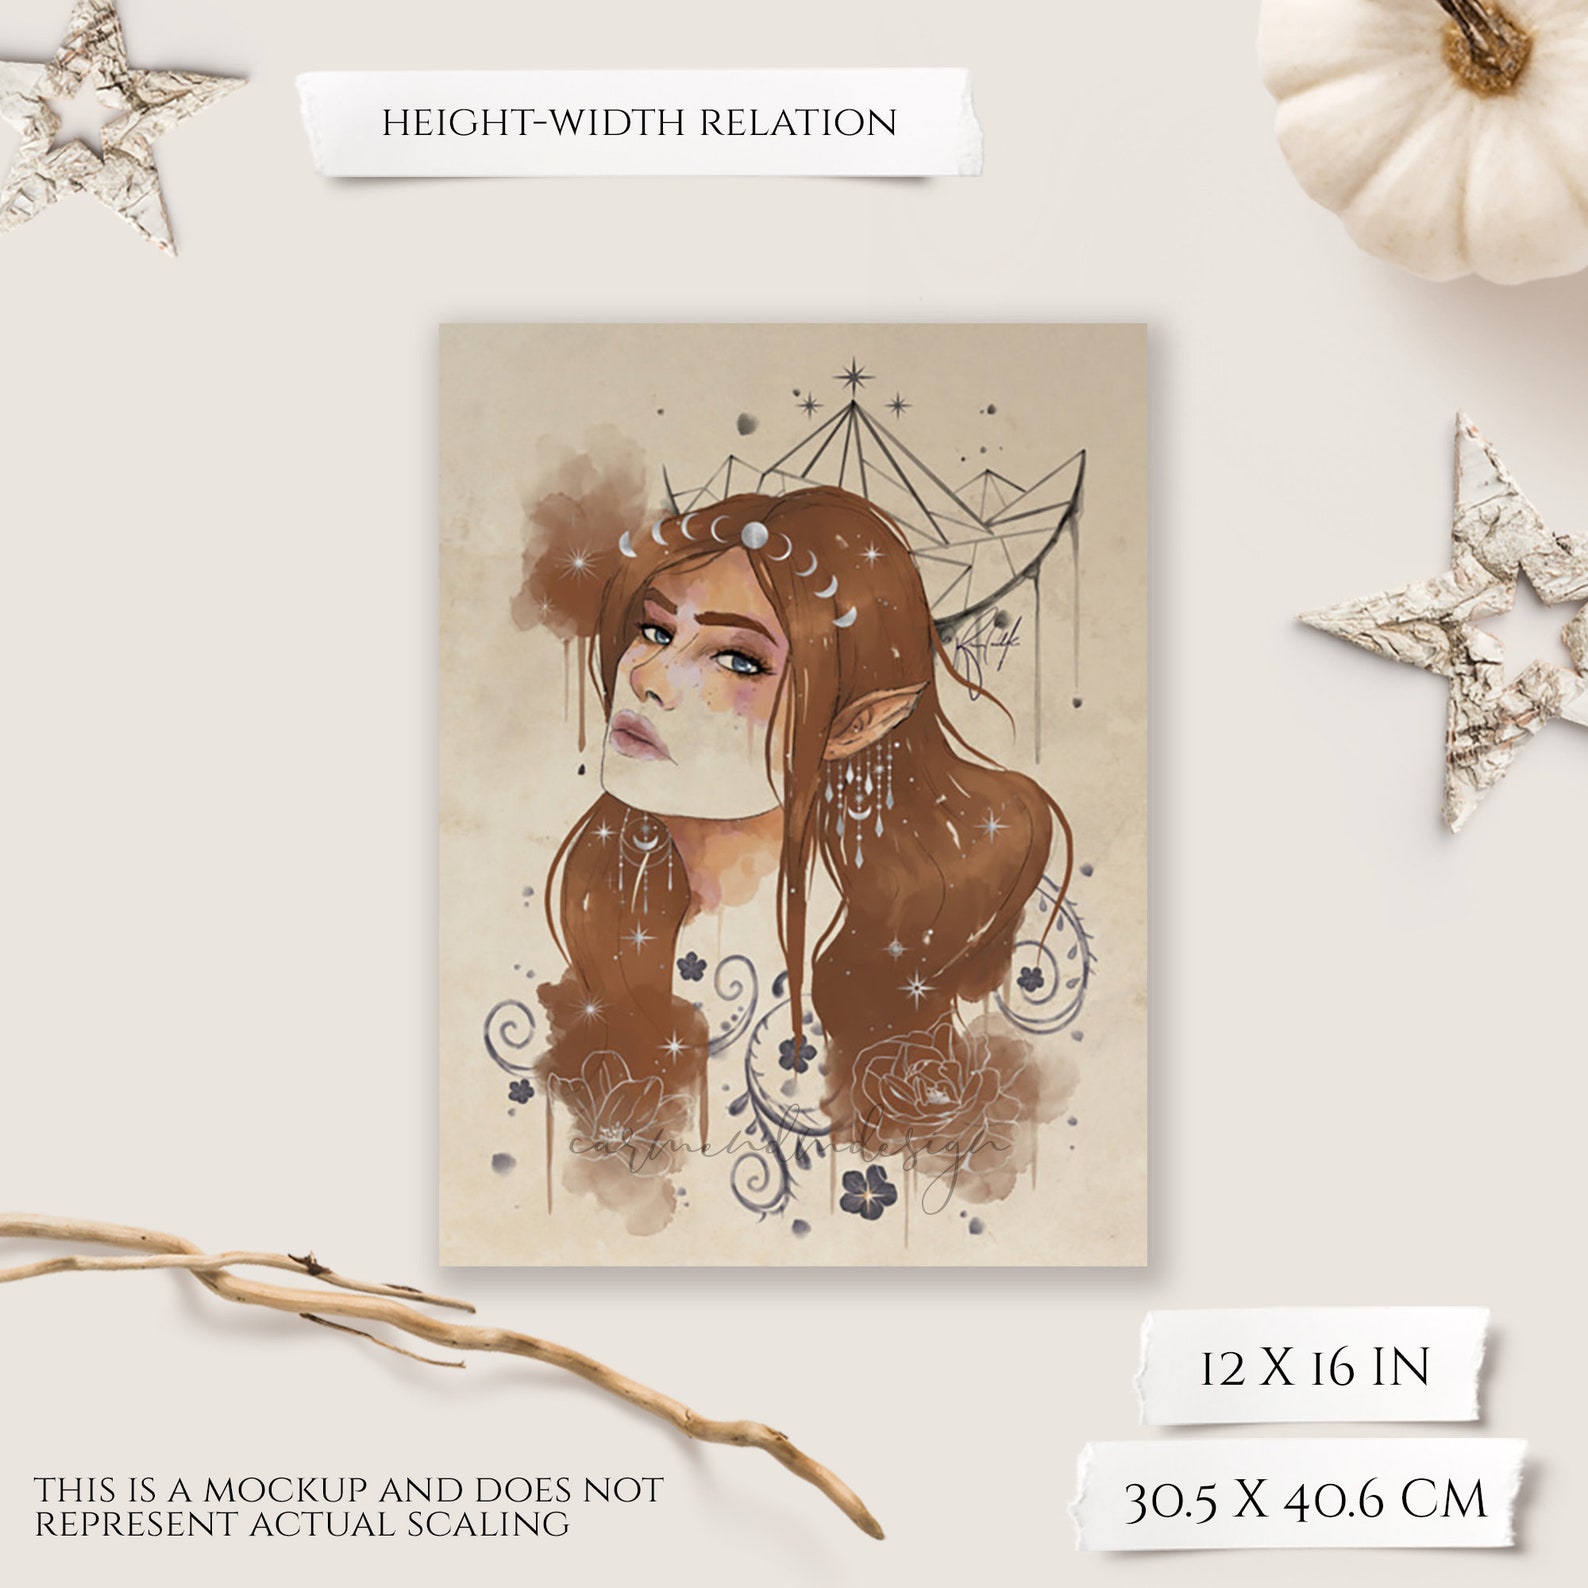 HEIGHT-WIDTH RELATION
carmendmdesign
12 X 16 IN
30.5 X 40.6 CM
THIS IS A MOCKUP AND DOES NOT
REPRESENT ACTUAL SCALING